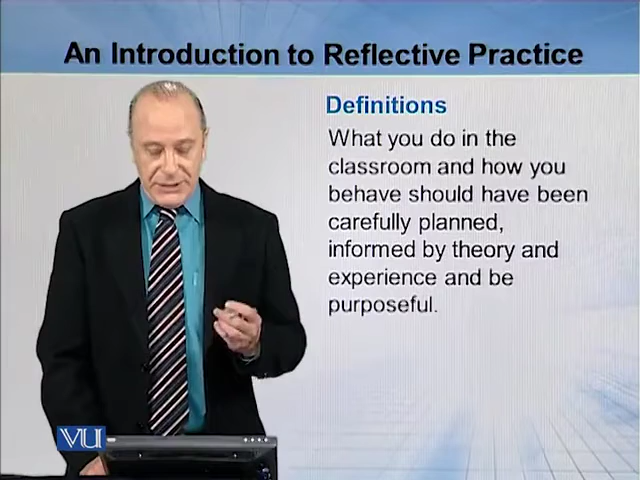 An Introduction to Reflective Practice
Definitions
What you do in the
classroom and how you
behave should have been
carefully planned,
informed by theory and
experience and be
purposeful.
VU